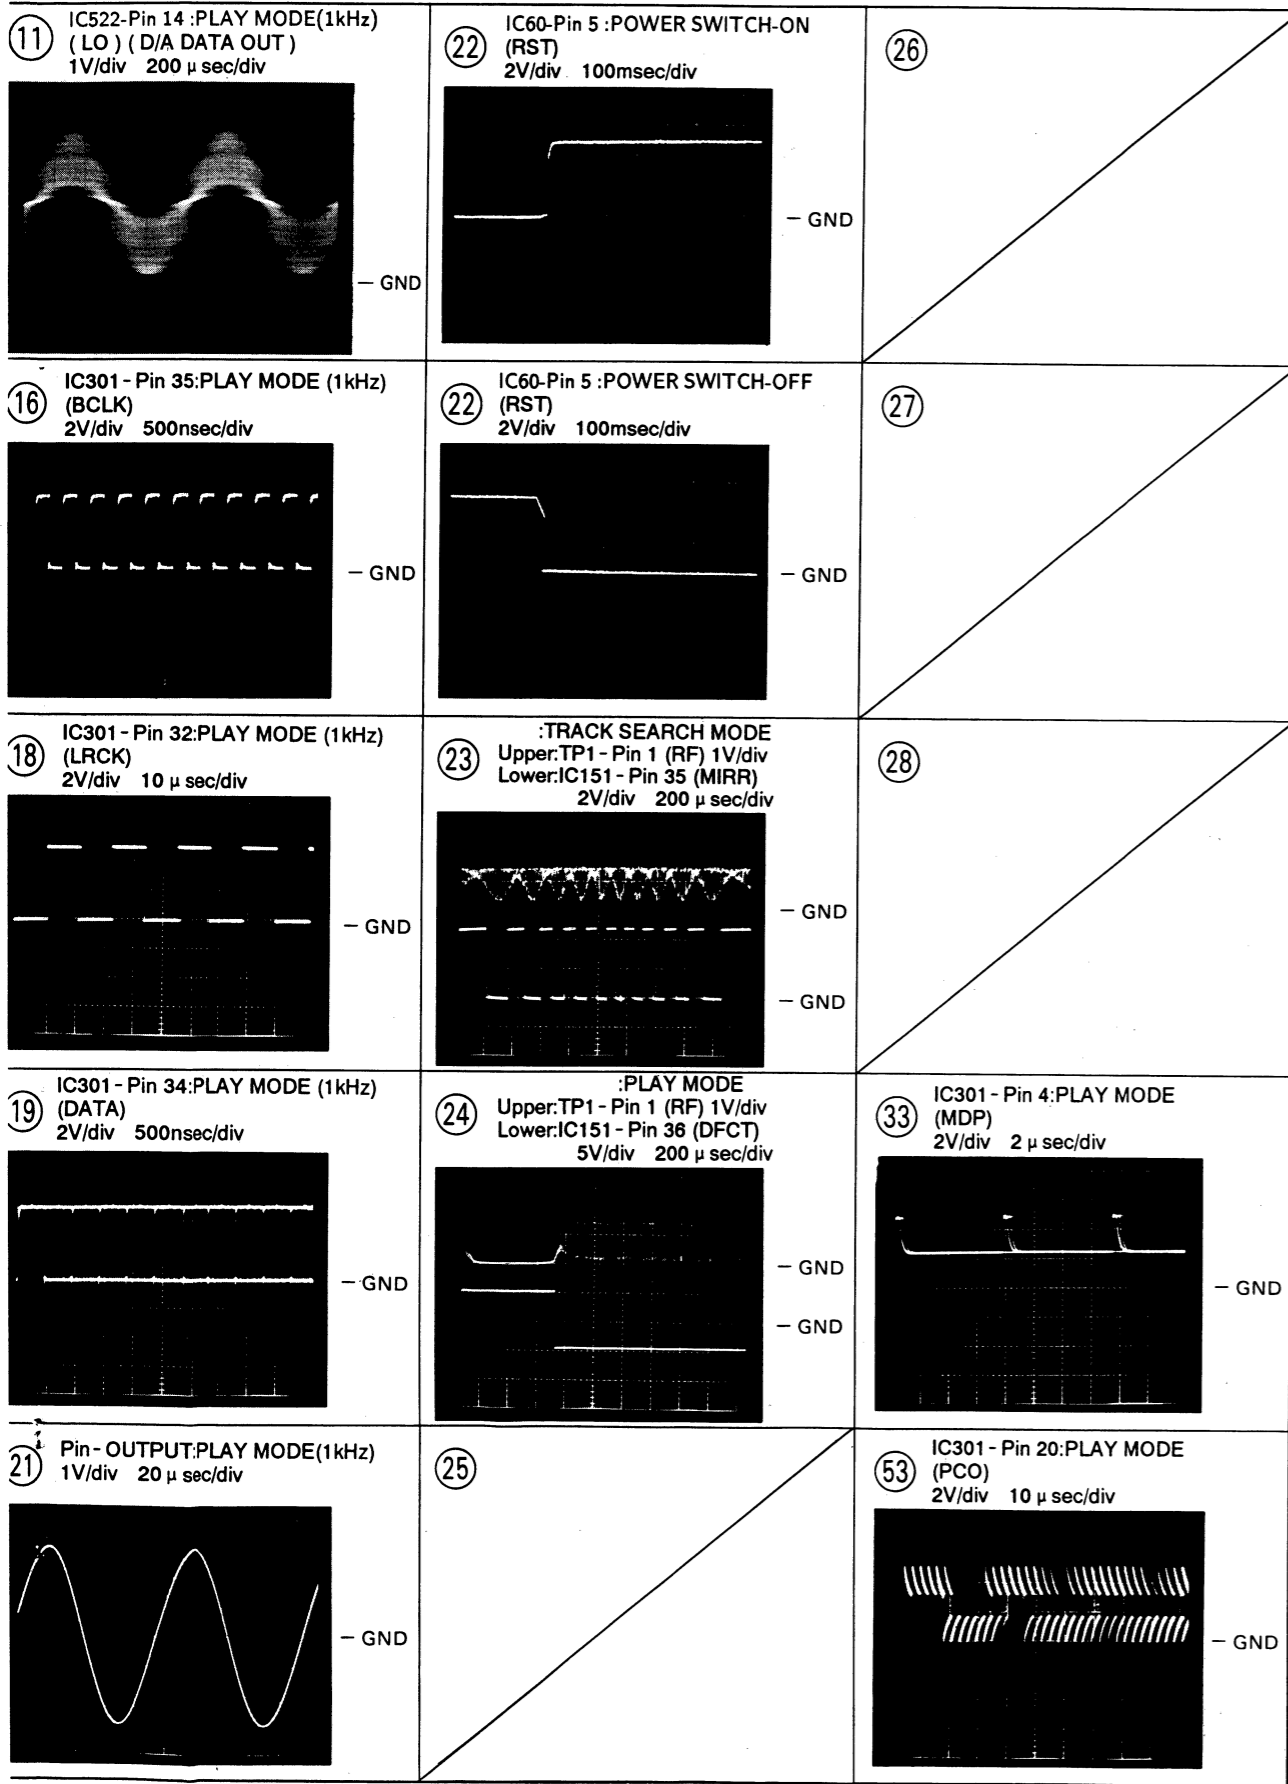 11
IC522-Pin 14 :PLAY MODE(1kHz)
( LO ) ( D/A DATA OUT )
1V/div 200 μ sec/div
– GND
22
IC60-Pin 5 :POWER SWITCH-ON
(RST)
2V/div 100msec/div
– GND
26
16
IC301 - Pin 35:PLAY MODE (1kHz)
(BCLK)
2V/div 500nsec/div
– GND
22
IC60-Pin 5 :POWER SWITCH-OFF
(RST)
2V/div 100msec/div
– GND
27
18
IC301 - Pin 32:PLAY MODE (1kHz)
(LRCK)
2V/div 10 μ sec/div
– GND
23
:TRACK SEARCH MODE
Upper:TP1 - Pin 1 (RF) 1V/div
Lower:IC151 - Pin 35 (MIRR)
2V/div 200 μ sec/div
– GND
– GND
28
19
IC301 - Pin 34:PLAY MODE (1kHz)
(DATA)
2V/div 500nsec/div
– GND
24
:PLAY MODE
Upper:TP1 - Pin 1 (RF) 1V/div
Lower:IC151 - Pin 36 (DFCT)
5V/div 200 μ sec/div
– GND
– GND
33
IC301 - Pin 4:PLAY MODE
(MDP)
2V/div 2 μ sec/div
– GND
21
Pin - OUTPUT:PLAY MODE(1kHz)
1V/div 20 μ sec/div
– GND
25
53
IC301 - Pin 20:PLAY MODE
(PCO)
2V/div 10 μ sec/div
– GND